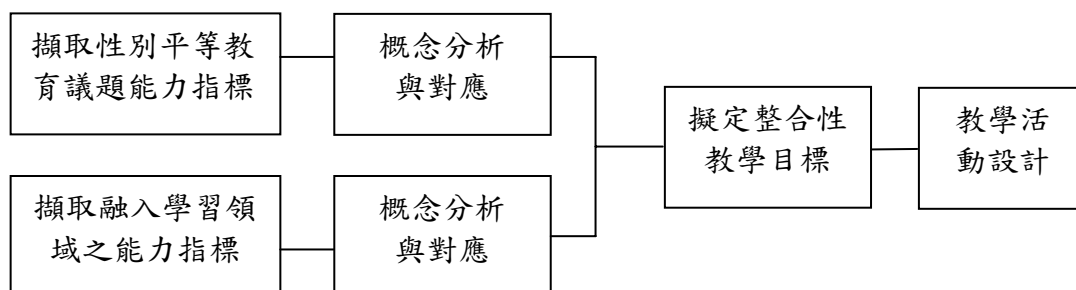 擷取性別平等教
育議題能力指標
概念分析
與對應
擷取融入學習領
域之能力指標
概念分析
與對應
擬定整合性
教學目標
教學活
動設計